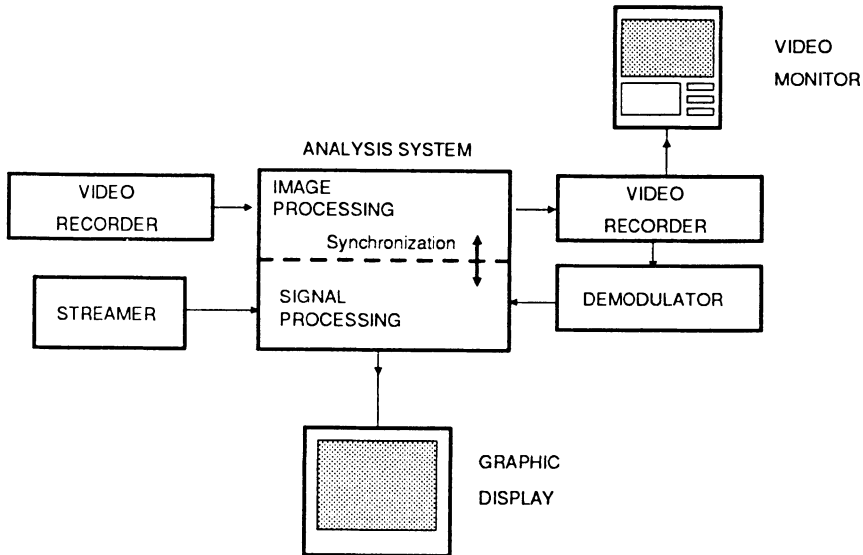 VIDEO
MONITOR
ANALYSIS SYSTEM
VIDEO
RECORDER
IMAGE
PROCESSING
Synchronization
VIDEO
RECORDER
STREAMER
SIGNAL
PROCESSING
DEMODULATOR
GRAPHIC
DISPLAY